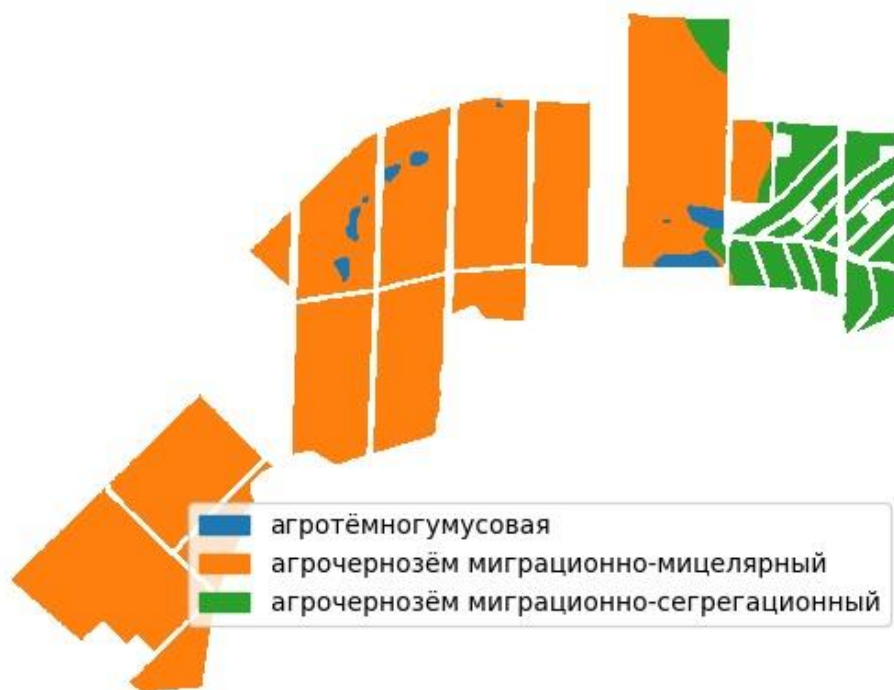 агротёмногумусовая
агрочернозём миграционно-мицелярный
агрочернозём миграционно-сегрегационный